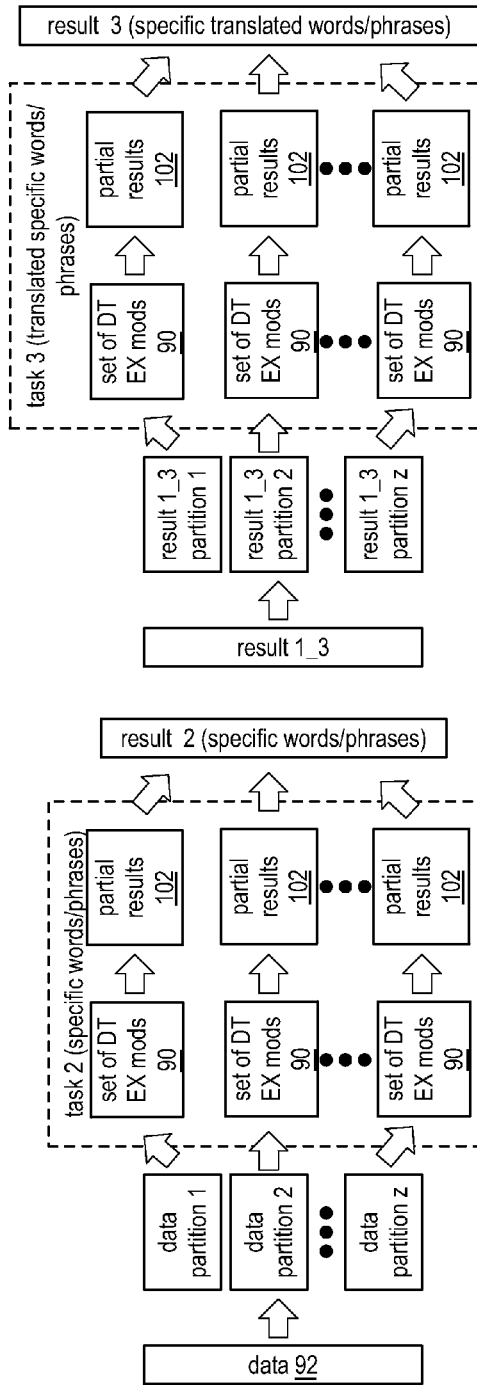 data 92
data
partition 1
data
partition 2
data
partition z
task 2 (specific words/phrases)
set of DT
EX mods
90
partial
results
102
set of DT
EX mods
90
partial
results
102
set of DT
EX mods
90
partial
results
102
result 2 (specific words/phrases)
result 1_3
result 1_3
partition 1
result 1_3
partition 2
result 1_3
partition z
task 3 (translated specific words/
phrases)
set of DT
EX mods
90
partial
results
102
set of DT
EX mods
90
partial
results
102
set of DT
EX mods
90
partial
results
102
result 3 (specific translated words/phrases)